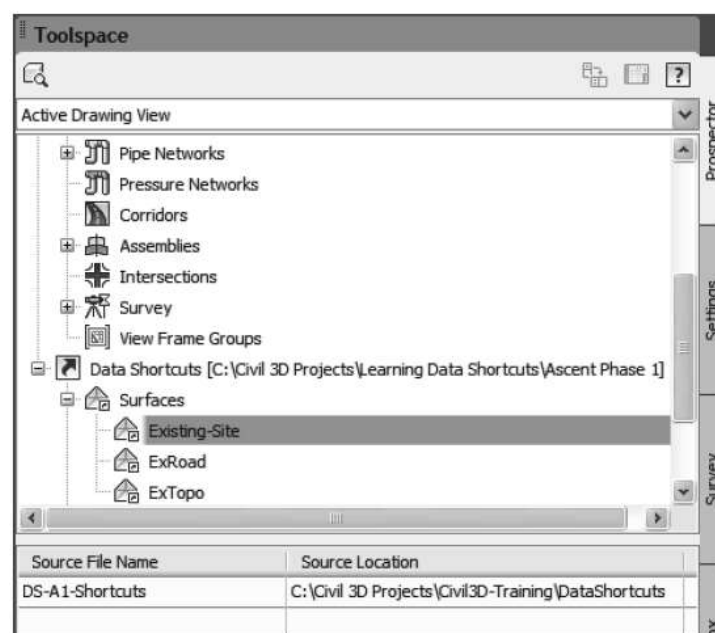 Toolspace
?
Active Drawing View
Pipe Networks
Pressure Networks
Corridors
Assemblies
Intersections
Survey
View Frame Groups
Data Shortcuts [C:\Civil 3D Projects\Learning Data Shortcuts\Ascent Phase 1]
Surfaces
Existing-Site
ExRoad
ExTopo
Source File Name Source Location
DS-A1-Shortcuts C:\Civil 3D Projects\Civil3D-Training\DataShortcuts
Prospector
Settings
Survey